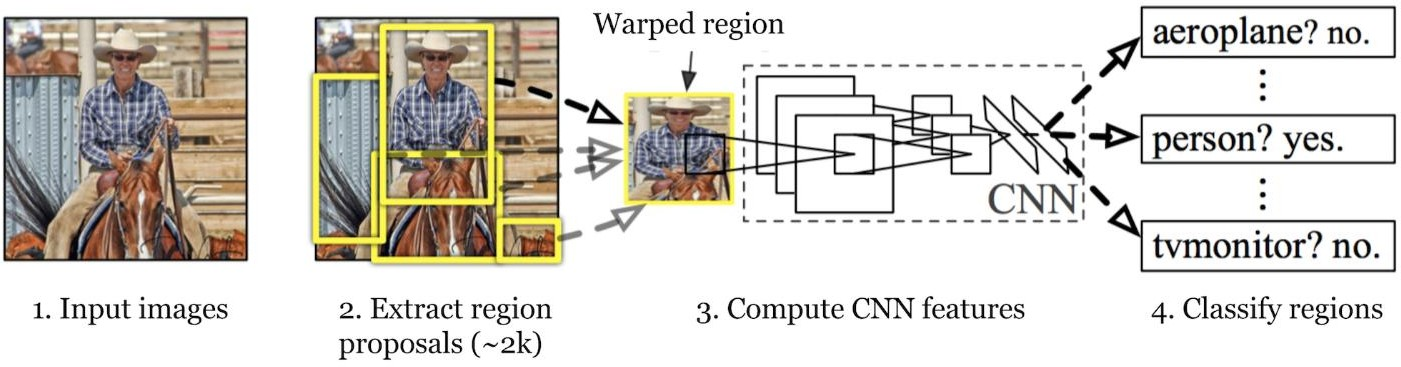 Warped region
aeroplane? no.
⋮
person? yes.
⋮
tvmonitor? no.
CNN
1. Input images
2. Extract region
proposals (~2k)
3. Compute CNN features
4. Classify regions